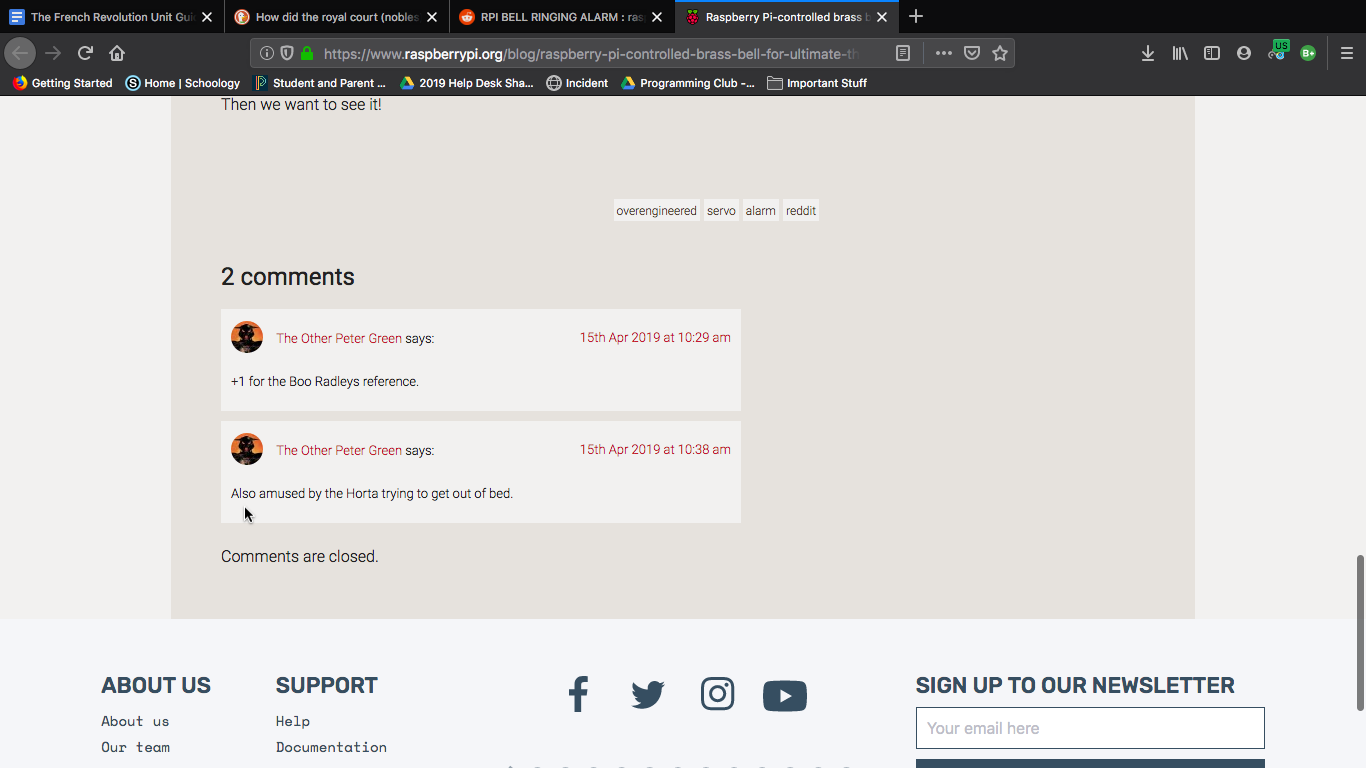 The French Revolution Unit Gui
How did the royal court (nobles
RPI BELL RINGING ALARM : rasp
Raspberry Pi-controlled brass b
https://www.raspberrypi.org/blog/raspberry-pi-controlled-brass-bell-for-ultimate-th
US
B+
Getting Started
Home | Schoology
Student and Parent ...
2019 Help Desk Sha...
Incident
Programming Club -...
Important Stuff
Then we want to see it!
overengineered servo alarm reddit
2 comments
The Other Peter Green says: 15th Apr 2019 at 10:29 am
+1 for the Boo Radleys reference.
The Other Peter Green says: 15th Apr 2019 at 10:38 am
Also amused by the Horta trying to get out of bed.
Comments are closed.
ABOUT US
About us
Our team
SUPPORT
Help
Documentation
SIGN UP TO OUR NEWSLETTER
Your email here